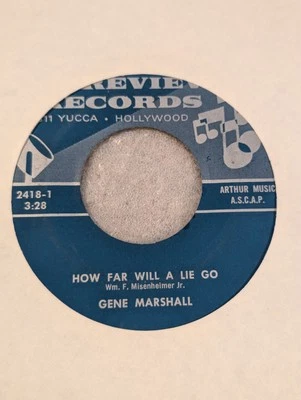 REVIEW
RECORDS
11 YUCCA • HOLLYWOOD
2418-1
3:28
ARTHUR MUSIC
A.S.C.A.P.
HOW FAR WILL A LIE GO
Wm. F. Misenheimer Jr.
GENE MARSHALL